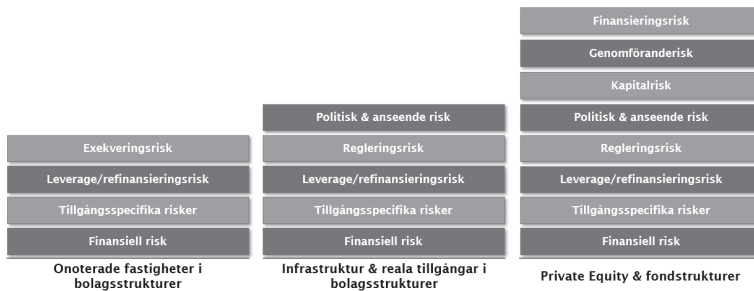 Finansieringsrisk
Genomföranderisk
Kapitalrisk
Politisk & anseende risk
Politisk & anseende risk
Exekveringsrisk
Regleringsrisk
Regleringsrisk
Leverage/refinansieringsrisk
Leverage/refinansieringsrisk
Leverage/refinansieringsrisk
Tillgångsspecifika risker
Tillgångsspecifika risker
Tillgångsspecifika risker
Finansiell risk
Finansiell risk
Finansiell risk
Onoterade fastigheter i
bolagsstrukturer
Infrastruktur & reala tillgångar i
bolagsstrukturer
Private Equity & fondstrukturer